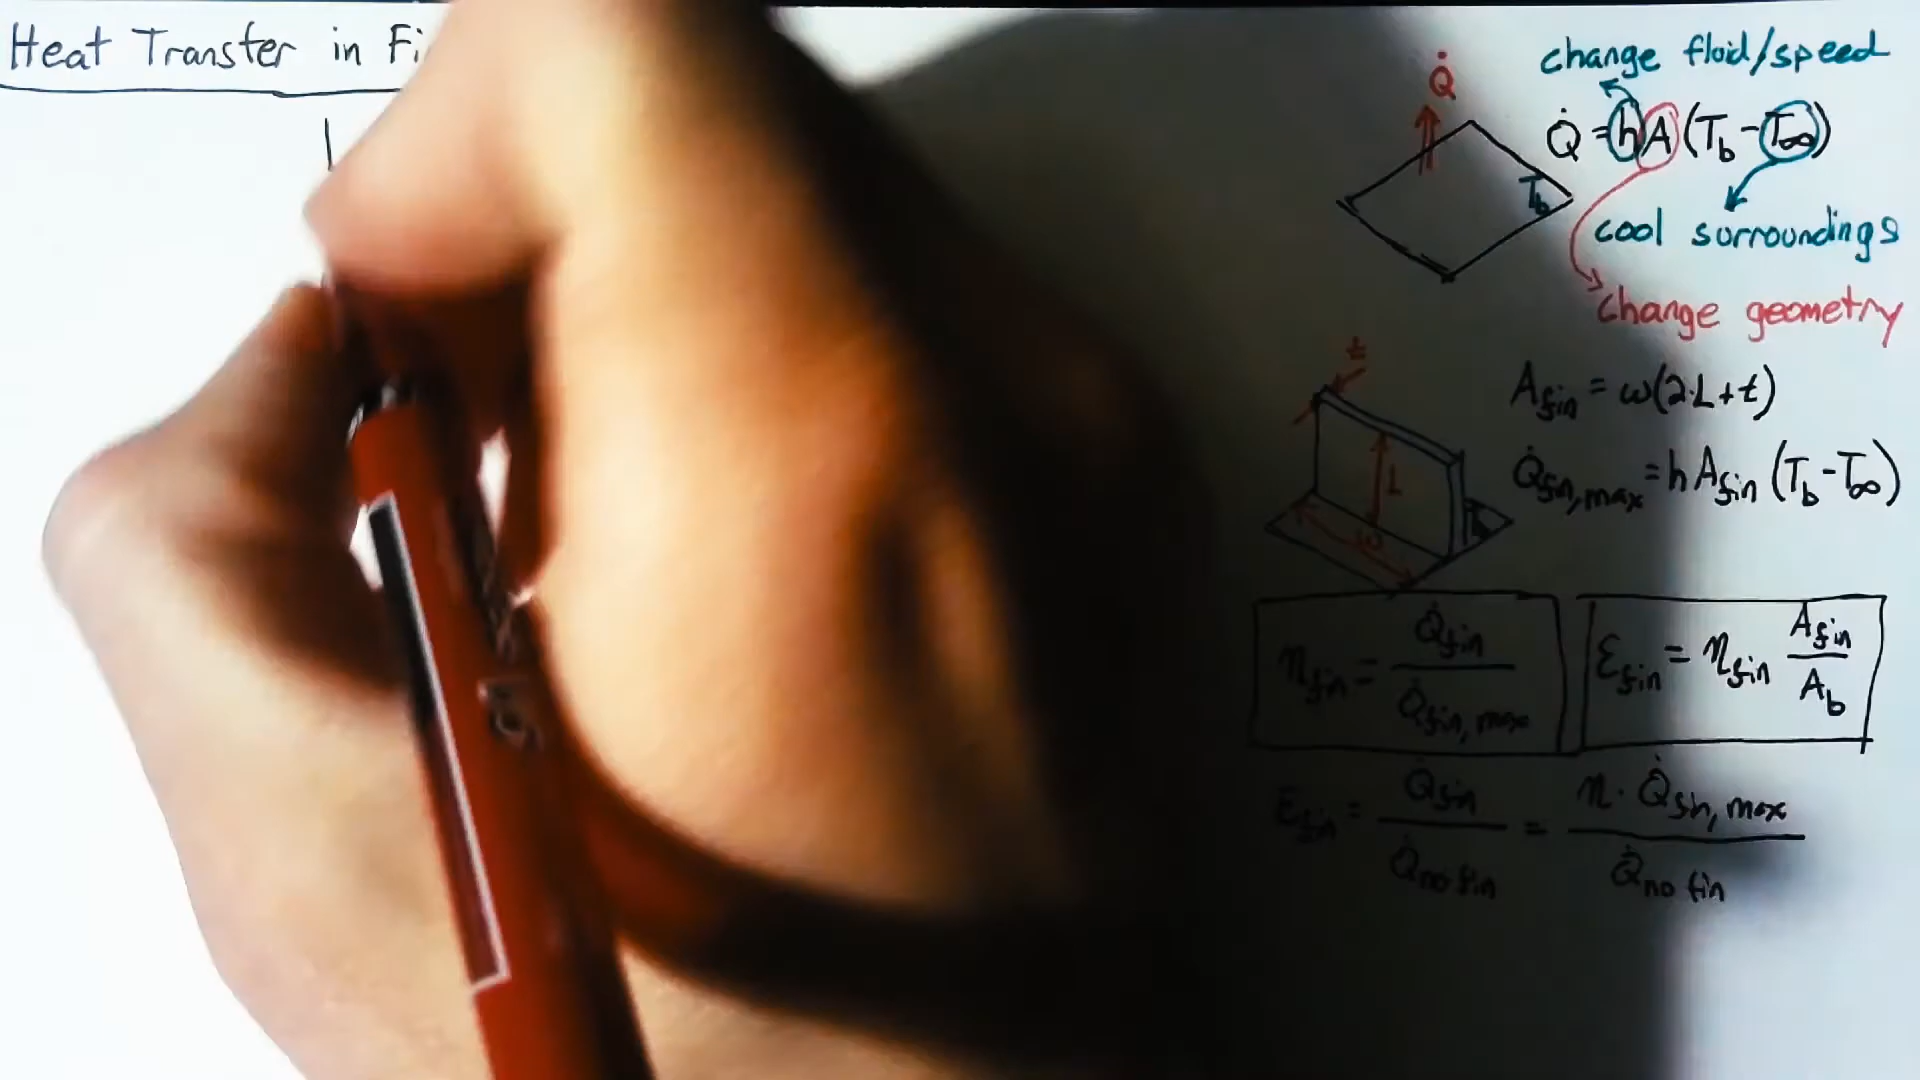 Heat Transfer in Fi
change fluid/speed
Q̇
Q̇ = hA (T_b - T_∞)
T_b
cool surroundings
change geometry
t
A_fin = w(2·L+t)
Q̇_fin,max = h A_fin (T_b - T_∞)
L
w
η_fin = Q̇_fin / Q̇_fin,max
ε_fin = η_fin A_fin / A_b
ε_fin = Q̇_fin / Q̇_no fin = η · Q̇_fin,max / Q̇_no fin